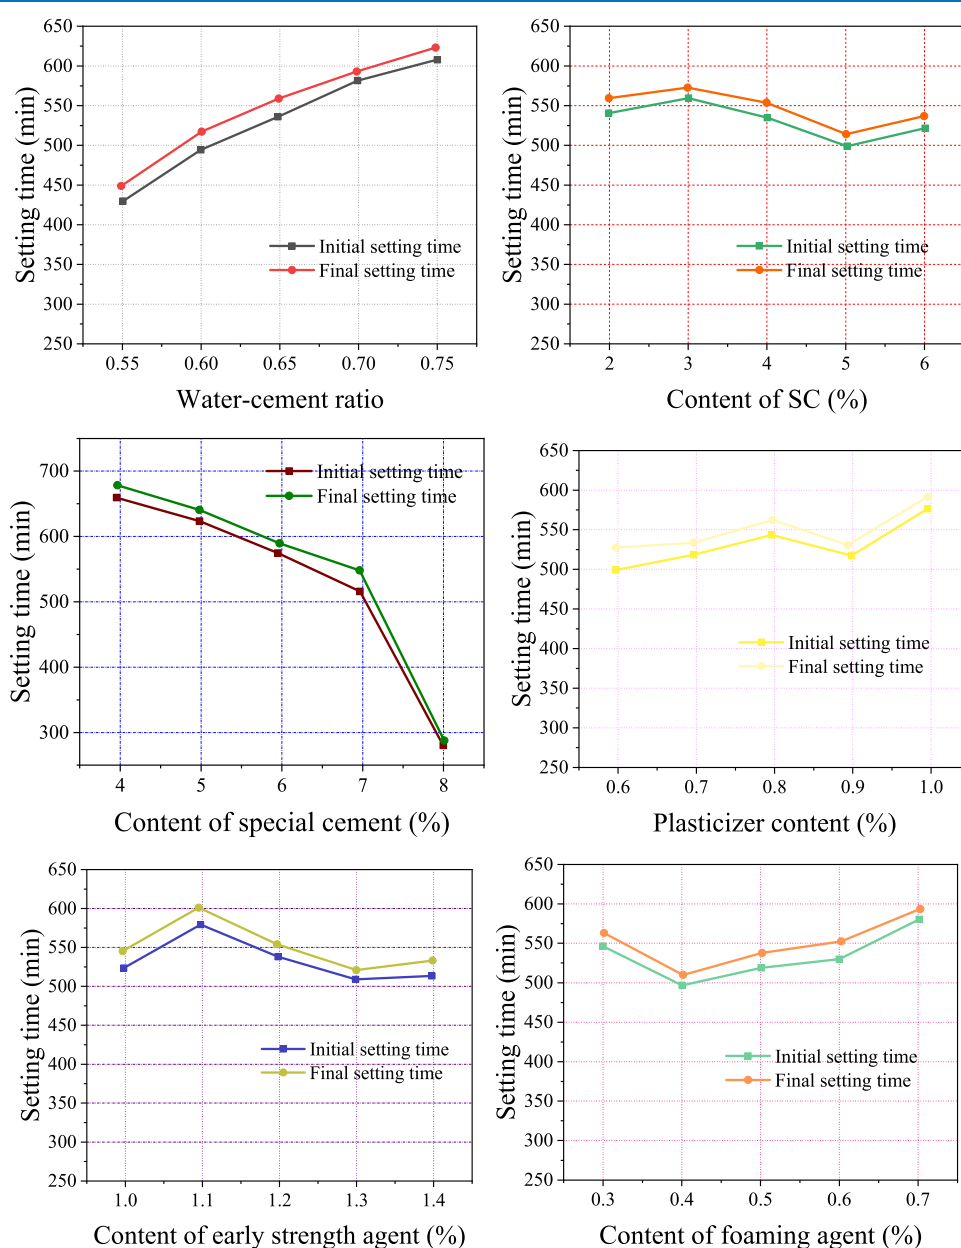 650
600
550
500
450
400
350
300
250
Setting time (min)
Initial setting time
Final setting time
0.55 0.60 0.65 0.70 0.75
Water-cement ratio
650
600
550
500
450
400
350
300
250
Setting time (min)
Initial setting time
Final setting time
2 3 4 5 6
Content of SC (%)
700
600
500
400
300
Setting time (min)
Initial setting time
Final setting time
4 5 6 7 8
Content of special cement (%)
650
600
550
500
450
400
350
300
250
Setting time (min)
Initial setting time
Final setting time
0.6 0.7 0.8 0.9 1.0
Plasticizer content (%)
650
600
550
500
450
400
350
300
250
Setting time (min)
Initial setting time
Final setting time
1.0 1.1 1.2 1.3 1.4
Content of early strength agent (%)
650
600
550
500
450
400
350
300
250
Setting time (min)
Initial setting time
Final setting time
0.3 0.4 0.5 0.6 0.7
Content of foaming agent (%)